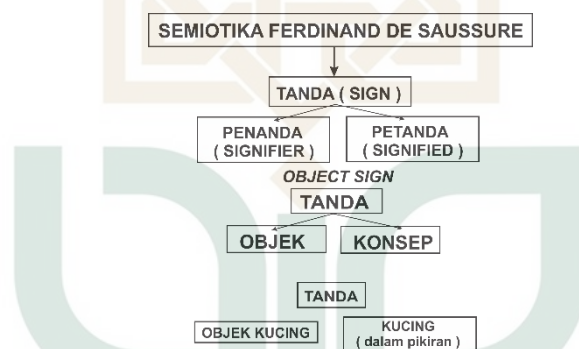 SEMIOTIKA FERDINAND DE SAUSSURE
TANDA ( SIGN )
PENANDA
( SIGNIFIER )
PETANDA
( SIGNIFIED )
OBJECT SIGN
TANDA
OBJEK
KONSEP
TANDA
OBJEK KUCING
KUCING
( dalam pikiran )